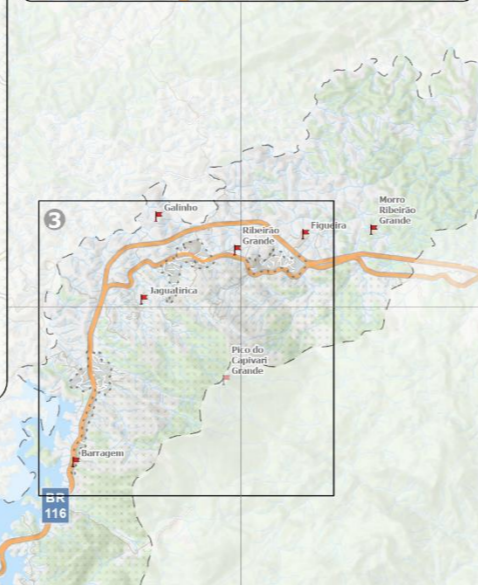 3
Galinho
Morro
Ribeirão
Grande
Figueira
Ribeirão
Grande
Jaguatirica
Pico do
Capivari
Grande
Barragem
BR
116